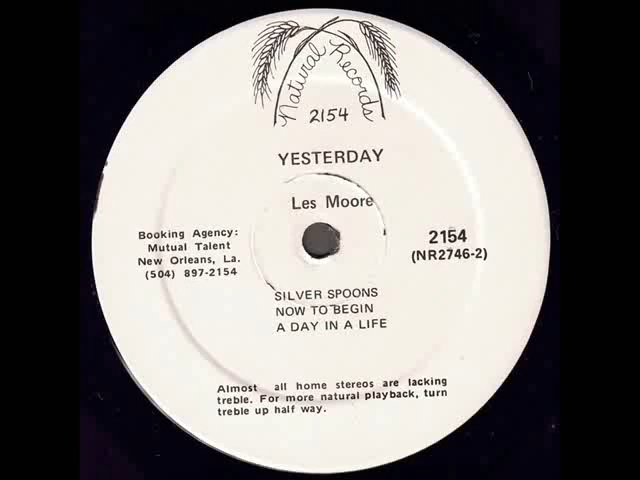 Natural Records
2154
YESTERDAY
Les Moore
Booking Agency:
Mutual Talent
New Orleans, La.
(504) 897-2154
2154
(NR2746-2)
SILVER SPOONS
NOW TO BEGIN
A DAY IN A LIFE
Almost all home stereos are lacking
treble. For more natural playback, turn
treble up half way.